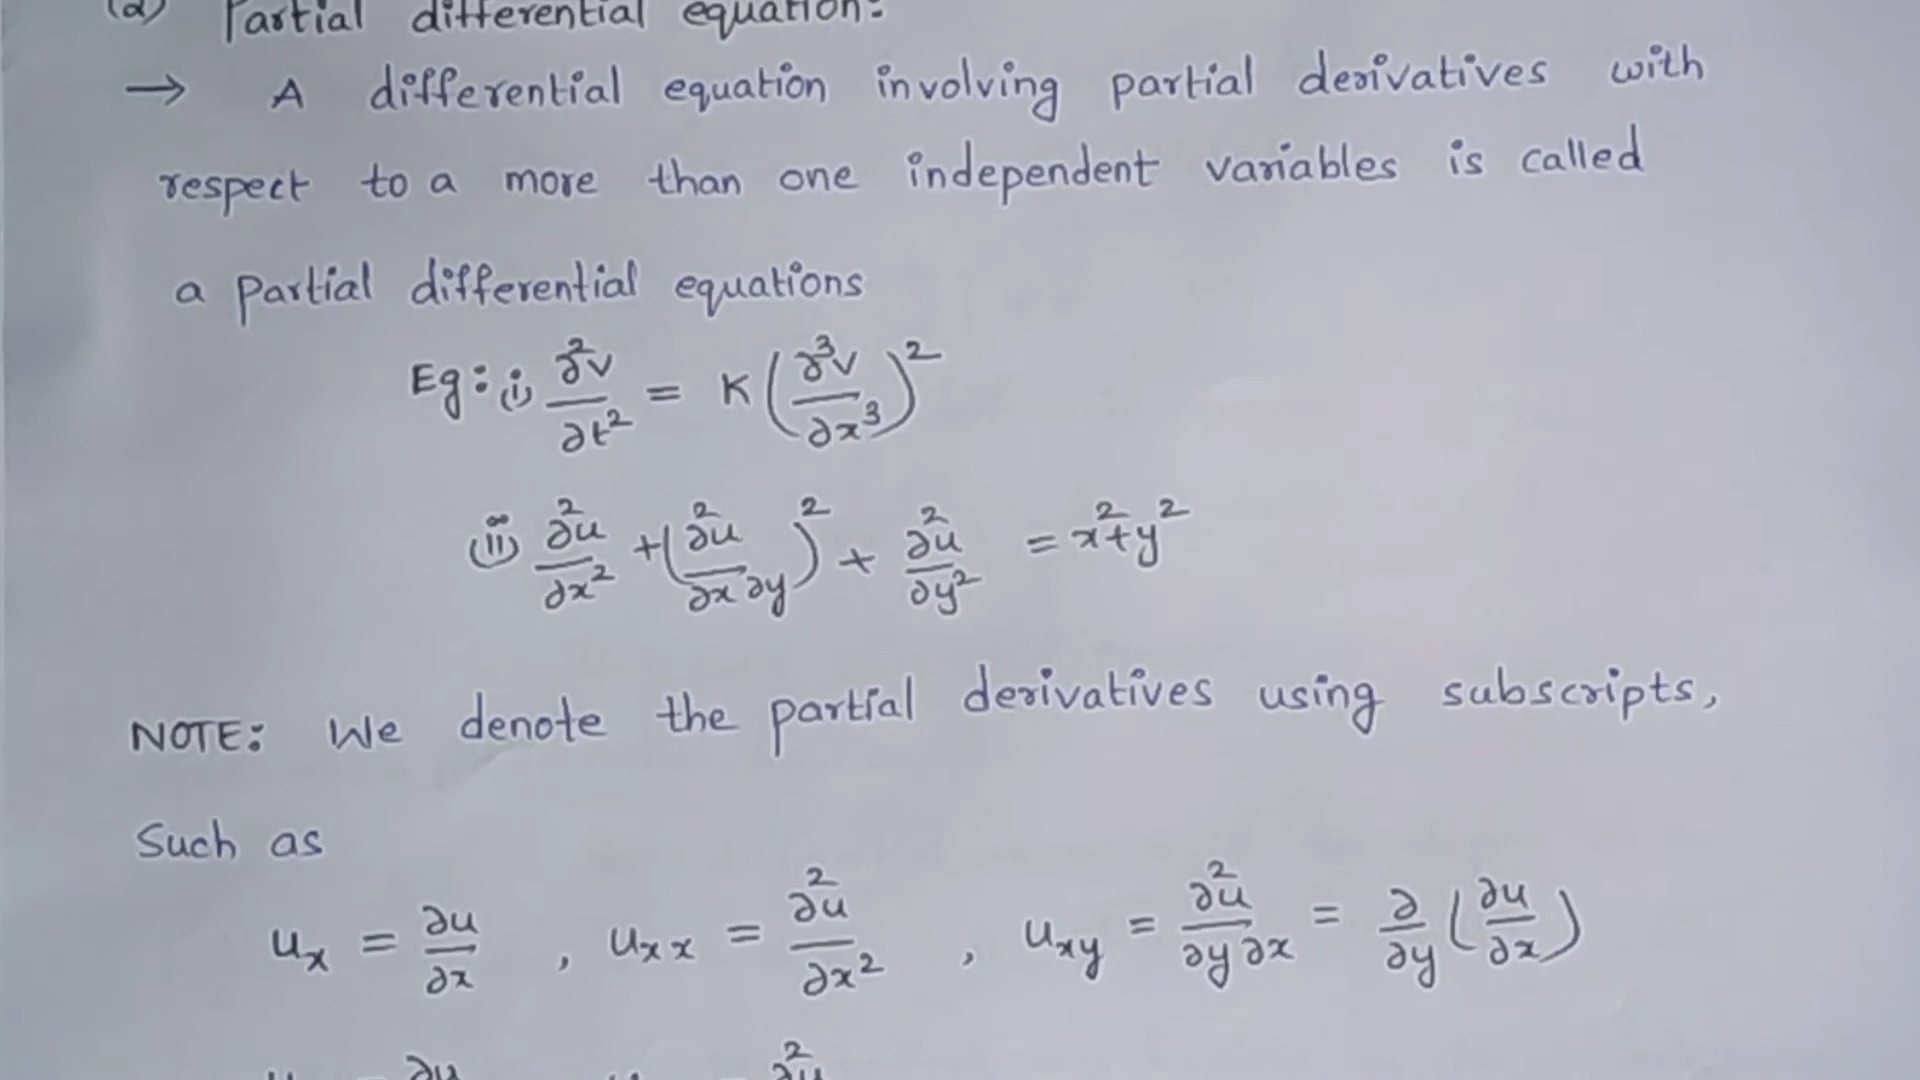 (2) Partial differential equation:
→ A differential equation involving partial derivatives with
respect to a more than one independent variables is called
a partial differential equations
Eg: (i) ∂²v/∂t² = K(∂³v/∂x³)²
(ii) ∂²u/∂x² + (∂²u/∂x∂y)² + ∂²u/∂y² = x²+y²
NOTE: We denote the partial derivatives using subscripts,
Such as
uₓ = ∂u/∂x , uₓₓ = ∂²u/∂x² , u_xy = ∂²u/∂y∂x = ∂/∂y (∂u/∂x)